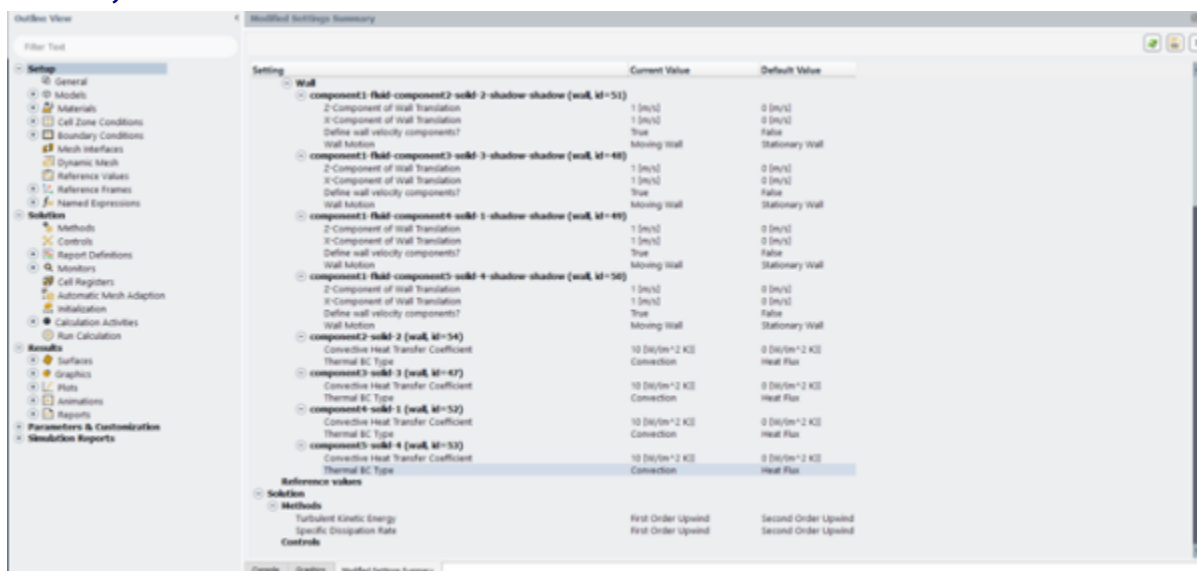 Outline View
Modified Settings Summary
Filter Text
Setup
General
Models
Materials
Cell Zone Conditions
Boundary Conditions
Mesh Interfaces
Dynamic Mesh
Reference Values
Reference Frames
Named Expressions
Solution
Methods
Controls
Report Definitions
Monitors
Cell Registers
Automatic Mesh Adaption
Initialization
Calculation Activities
Run Calculation
Results
Surfaces
Graphics
Plots
Animations
Reports
Parameters & Customization
Simulation Reports
Setting Current Value Default Value
Wall
component1-fluid-component2-solid-2-shadow-shadow (wall, id=51)
Z-Component of Wall Translation 1 [m/s] 0 [m/s]
X-Component of Wall Translation 1 [m/s] 0 [m/s]
Define wall velocity components? True False
Wall Motion Moving Wall Stationary Wall
component1-fluid-component3-solid-3-shadow-shadow (wall, id=48)
Z-Component of Wall Translation 1 [m/s] 0 [m/s]
X-Component of Wall Translation 1 [m/s] 0 [m/s]
Define wall velocity components? True False
Wall Motion Moving Wall Stationary Wall
component1-fluid-component4-solid-1-shadow-shadow (wall, id=49)
Z-Component of Wall Translation 1 [m/s] 0 [m/s]
X-Component of Wall Translation 1 [m/s] 0 [m/s]
Define wall velocity components? True False
Wall Motion Moving Wall Stationary Wall
component1-fluid-component5-solid-4-shadow-shadow (wall, id=50)
Z-Component of Wall Translation 1 [m/s] 0 [m/s]
X-Component of Wall Translation 1 [m/s] 0 [m/s]
Define wall velocity components? True False
Wall Motion Moving Wall Stationary Wall
component2-solid-2 (wall, id=54)
Convective Heat Transfer Coefficient 10 [W/(m^2 K)] 0 [W/(m^2 K)]
Thermal BC Type Convection Heat Flux
component3-solid-3 (wall, id=47)
Convective Heat Transfer Coefficient 10 [W/(m^2 K)] 0 [W/(m^2 K)]
Thermal BC Type Convection Heat Flux
component4-solid-1 (wall, id=52)
Convective Heat Transfer Coefficient 10 [W/(m^2 K)] 0 [W/(m^2 K)]
Thermal BC Type Convection Heat Flux
component5-solid-4 (wall, id=53)
Convective Heat Transfer Coefficient 10 [W/(m^2 K)] 0 [W/(m^2 K)]
Thermal BC Type Convection Heat Flux
Reference values
Solution
Methods
Turbulent Kinetic Energy First Order Upwind Second Order Upwind
Specific Dissipation Rate First Order Upwind Second Order Upwind
Controls
Console Graphics Modified Settings Summary